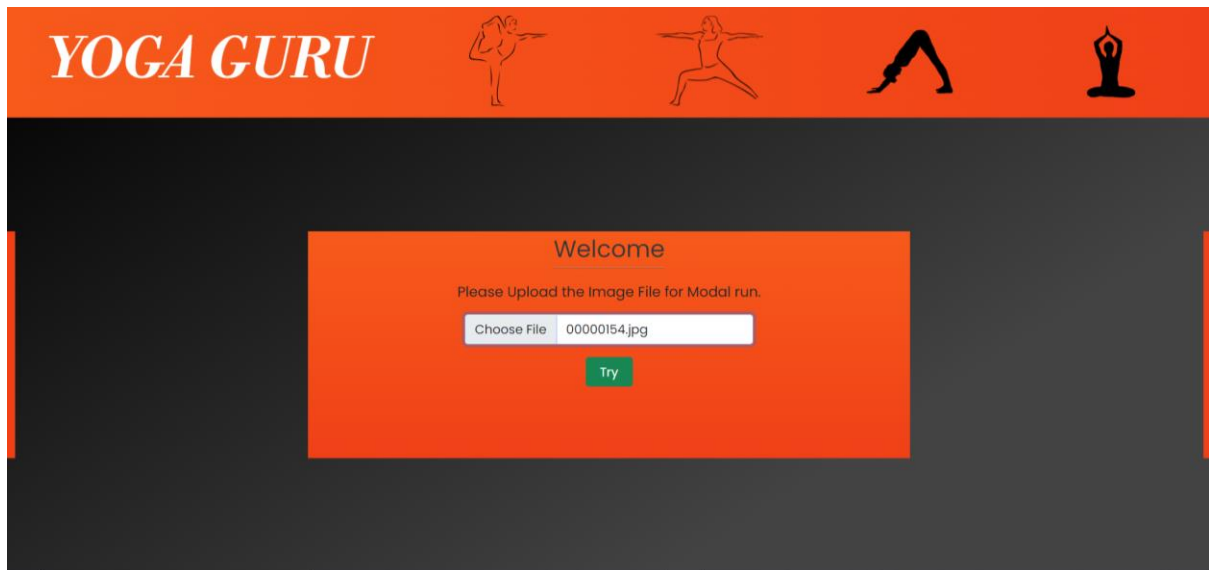 YOGA GURU
Welcome
Please Upload the Image File for Modal run.
Choose File 00000154.jpg
Try